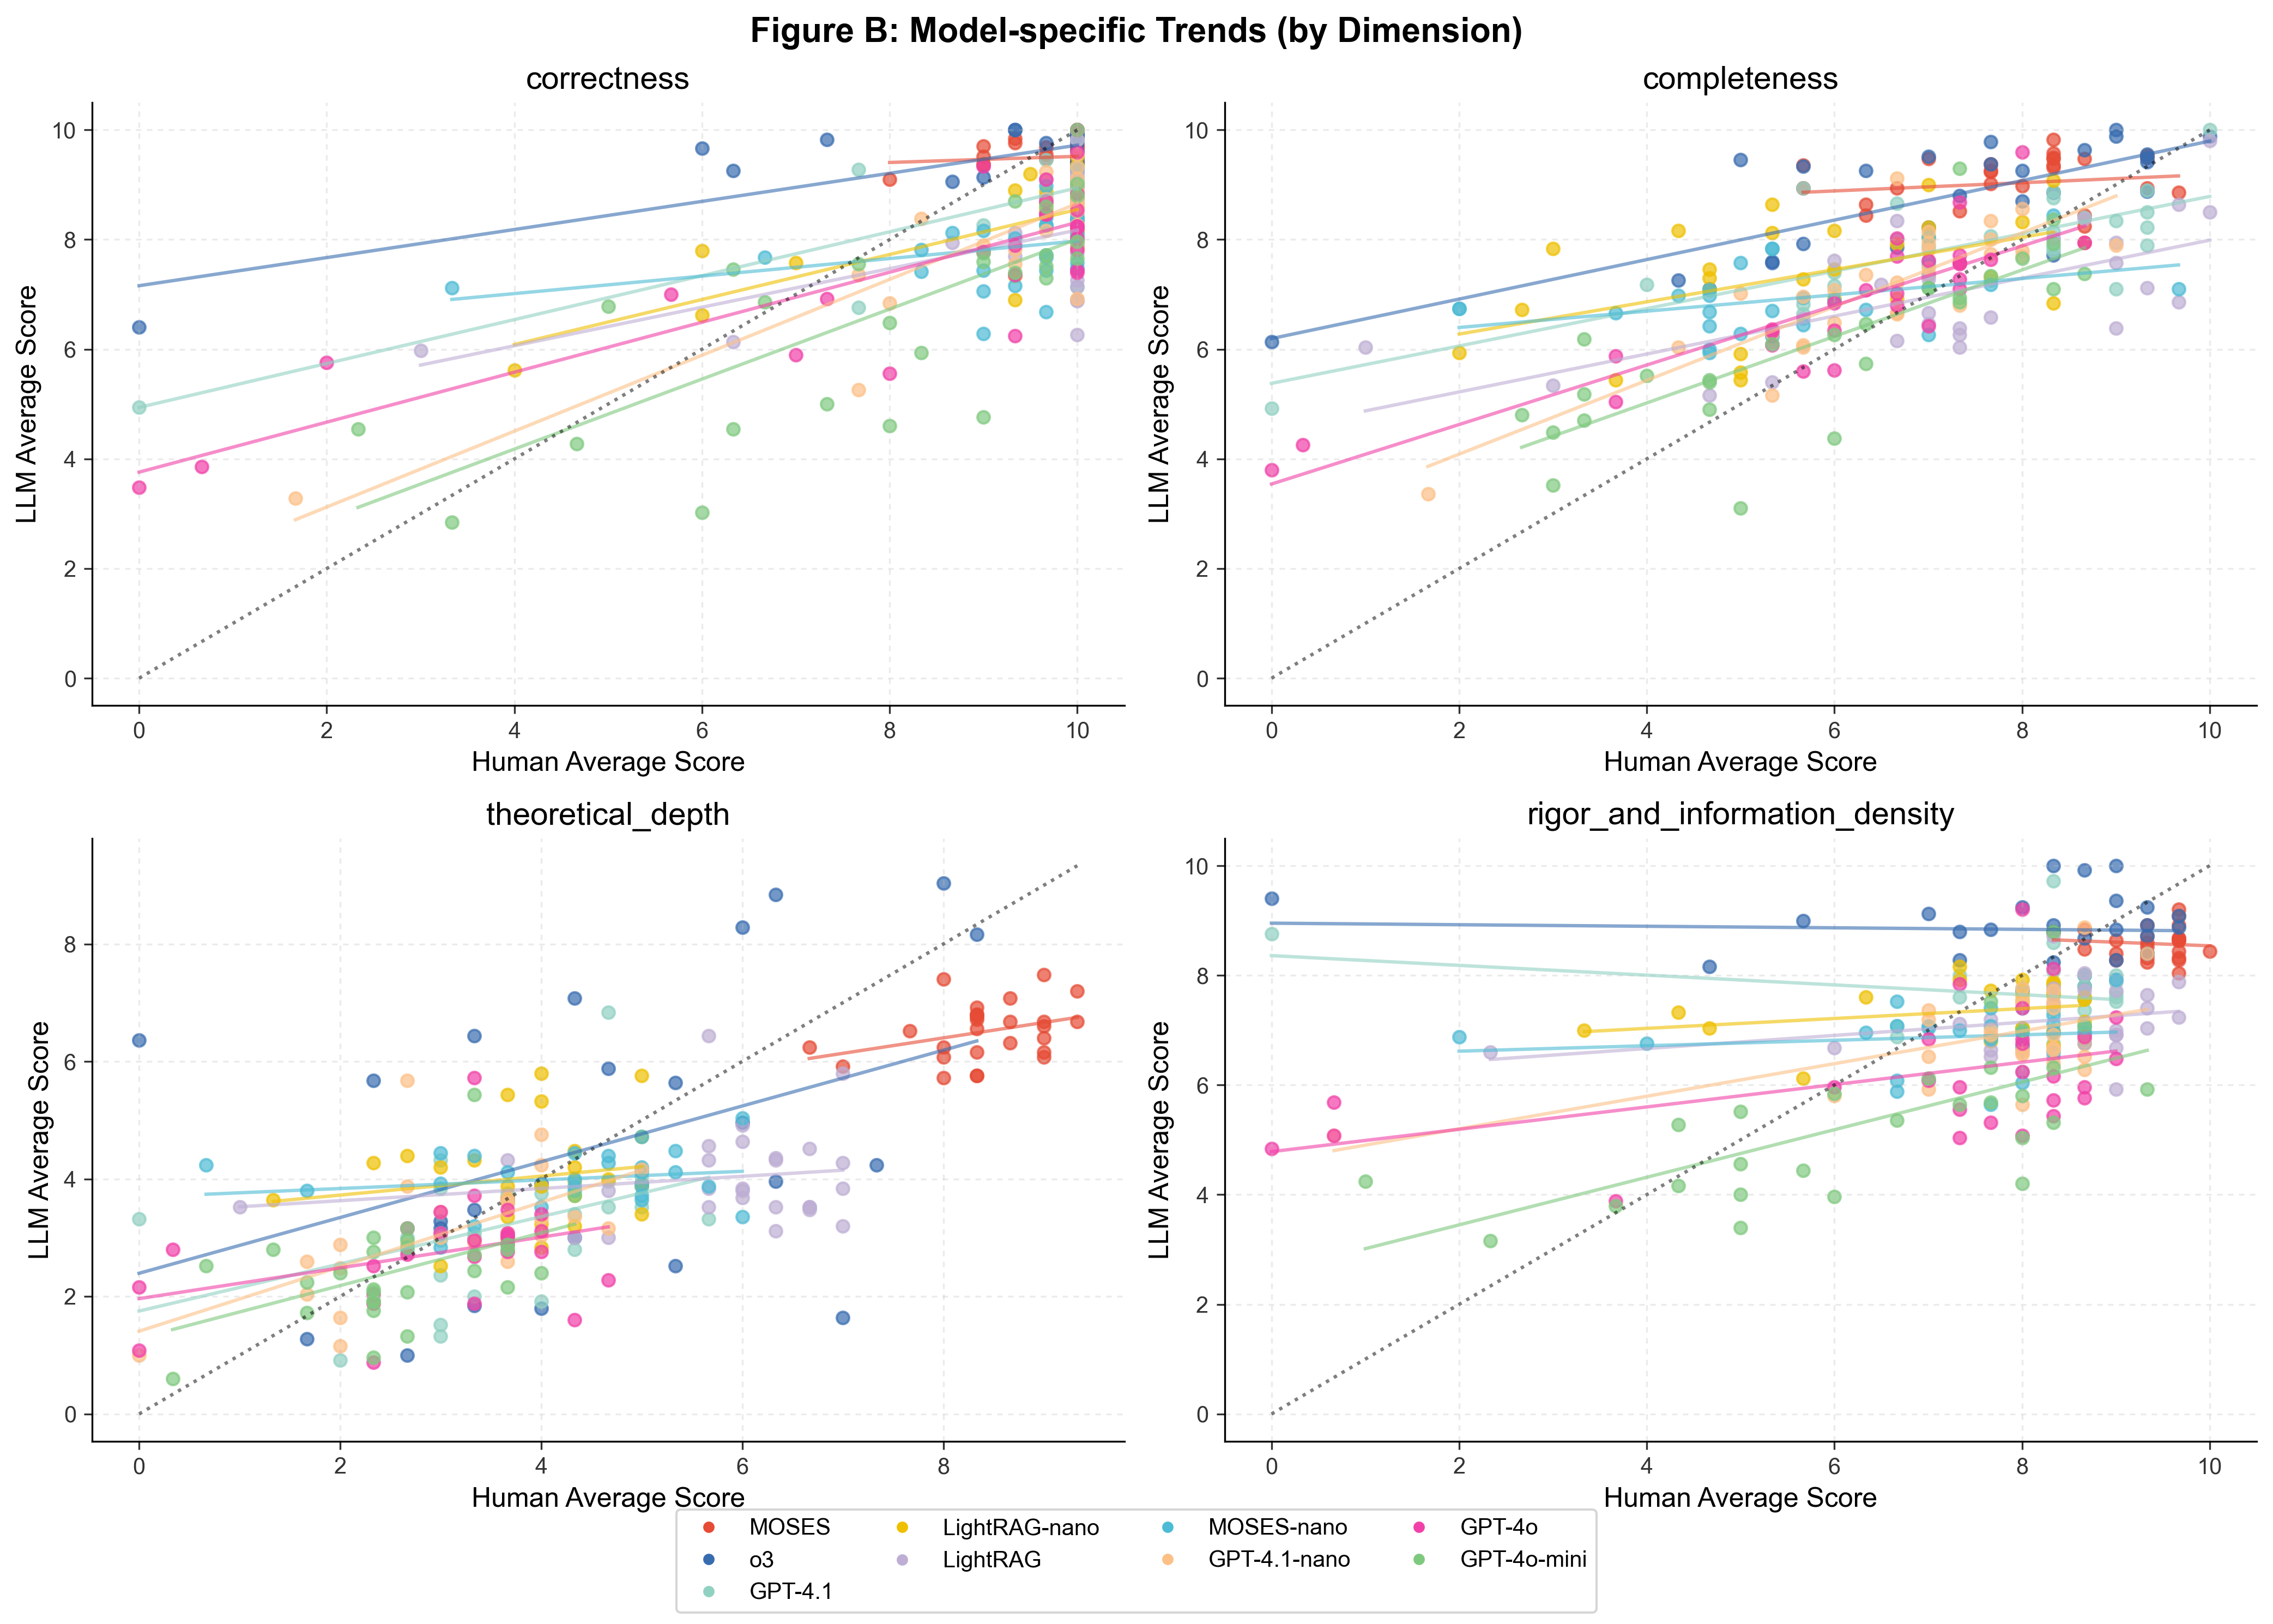 Figure B: Model-specific Trends (by Dimension)
correctness
10
8
6
4
2
0
LLM Average Score
0 2 4 6 8 10
Human Average Score
completeness
10
8
6
4
2
0
LLM Average Score
0 2 4 6 8 10
Human Average Score
theoretical_depth
8
6
4
2
0
LLM Average Score
0 2 4 6 8
Human Average Score
rigor_and_information_density
10
8
6
4
2
0
LLM Average Score
0 2 4 6 8 10
Human Average Score
MOSES LightRAG-nano MOSES-nano GPT-4o
o3 LightRAG GPT-4.1-nano GPT-4o-mini
GPT-4.1